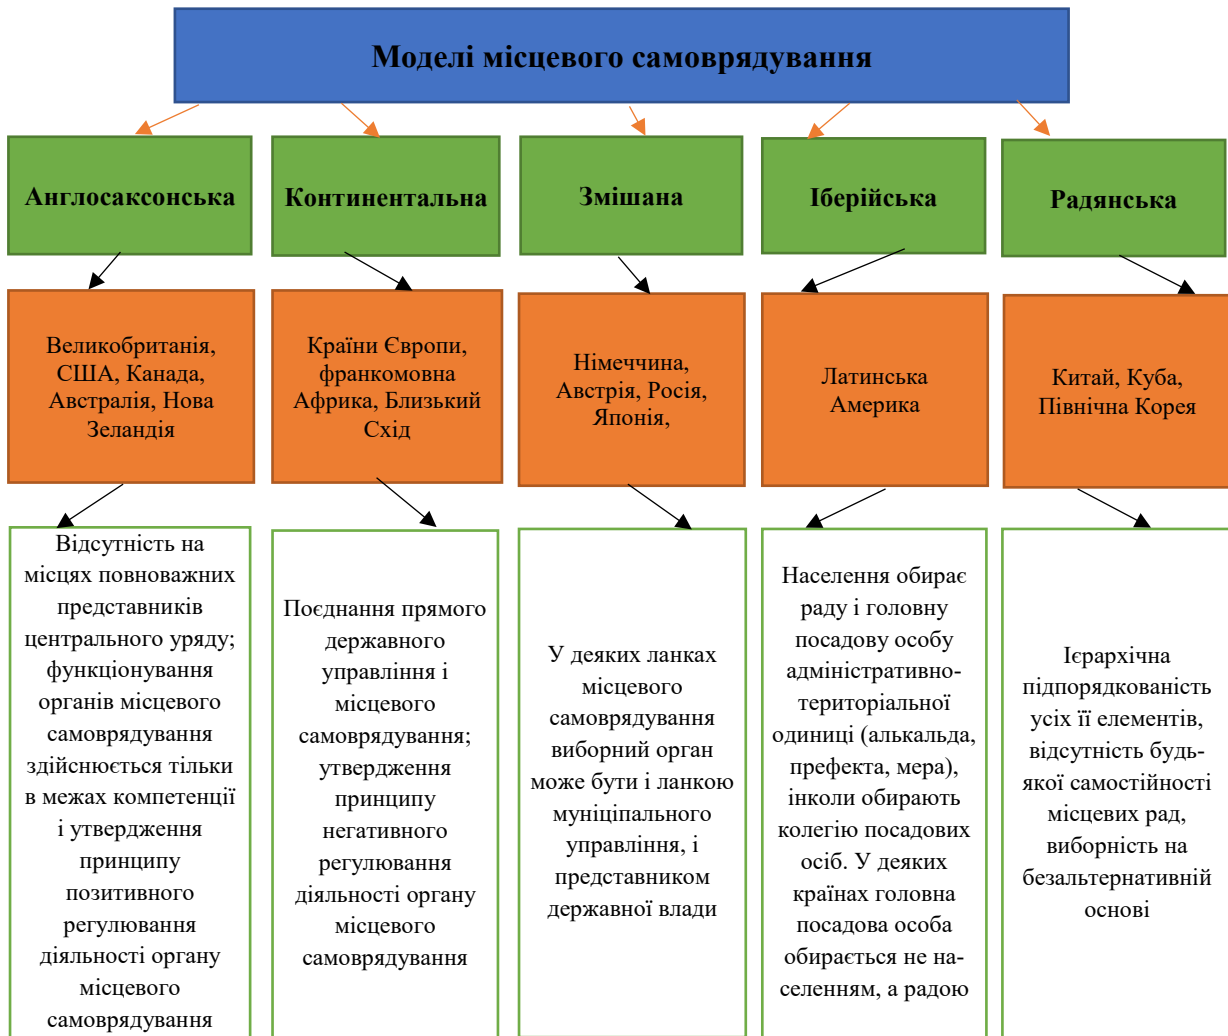 Моделі місцевого самоврядування
Англосаксонська
Континентальна
Змішана
Іберійська
Радянська
Великобританія,
США, Канада,
Австралія, Нова
Зеландія
Країни Європи,
франкомовна
Африка, Близький
Схід
Німеччина,
Австрія, Росія,
Японія,
Латинська
Америка
Китай, Куба,
Північна Корея
Відсутність на
місцях повноважних
представників
центрального уряду;
функціонування
органів місцевого
самоврядування
здійснюється тільки
в межах компетенції
і утвердження
принципу
позитивного
регулювання
діяльності органу
місцевого
самоврядування
Поєднання прямого
державного
управління і
місцевого
самоврядування;
утвердження
принципу
негативного
регулювання
діяльності органу
місцевого
самоврядування
У деяких ланках
місцевого
самоврядування
виборний орган
може бути і ланкою
муніципального
управління, і
представником
державної влади
Населення обирає
раду і головну
посадову особу
адміністративно-
територіальної
одиниці (алькальда,
префекта, мера),
інколи обирають
колегію посадових
осіб. У деяких
країнах головна
посадова особа
обирається не на-
селенням, а радою
Ієрархічна
підпорядкованість
усіх її елементів,
відсутність будь-
якої самостійності
місцевих рад,
виборність на
безальтернативній
основі